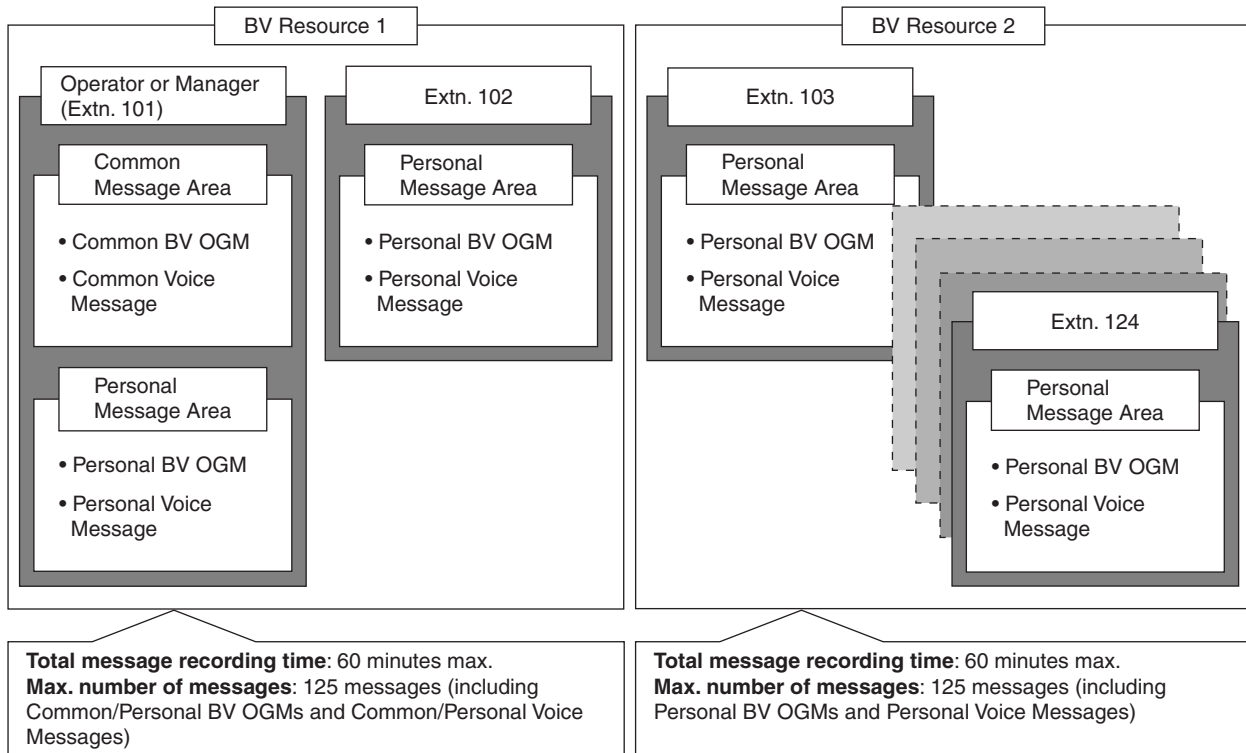 BV Resource 1
Operator or Manager
(Extn. 101)
Common
Message Area
• Common BV OGM
• Common Voice
Message
Personal
Message Area
• Personal BV OGM
• Personal Voice
Message
Extn. 102
Personal
Message Area
• Personal BV OGM
• Personal Voice
Message
Total message recording time: 60 minutes max.
Max. number of messages: 125 messages (including
Common/Personal BV OGMs and Common/Personal Voice
Messages)
BV Resource 2
Extn. 103
Personal
Message Area
• Personal BV OGM
• Personal Voice
Message
Extn. 124
Personal
Message Area
• Personal BV OGM
• Personal Voice
Message
Total message recording time: 60 minutes max.
Max. number of messages: 125 messages (including
Personal BV OGMs and Personal Voice Messages)